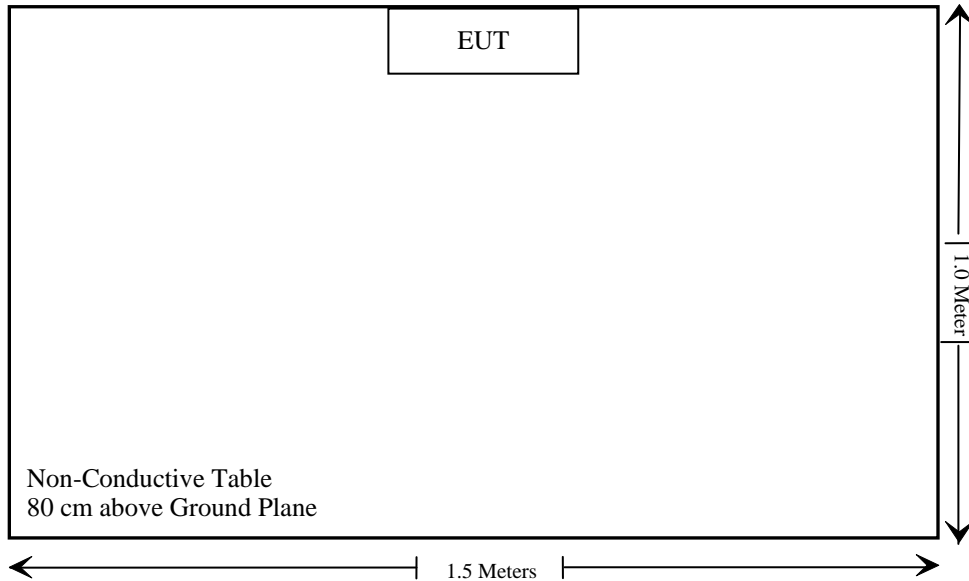 EUT
1.0 Meter
Non-Conductive Table
80 cm above Ground Plane
1.5 Meters